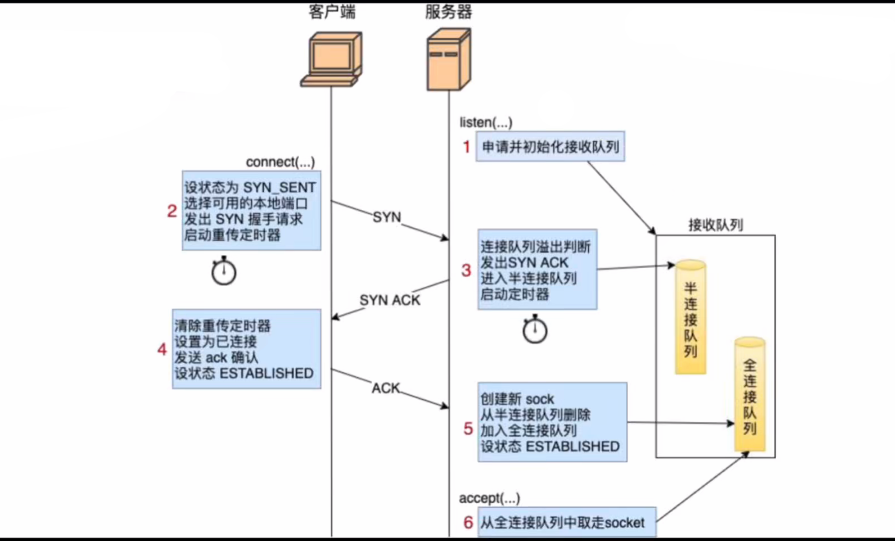 客户端
服务器
listen(...)
1
申请并初始化接收队列
connect(...)
2
设状态为 SYN_SENT
选择可用的本地端口
发出 SYN 握手请求
启动重传定时器
SYN
接收队列
3
连接队列溢出判断
发出SYN ACK
进入半连接队列
启动定时器
半连接队列
SYN ACK
4
清除重传定时器
设置为已连接
发送 ack 确认
设状态 ESTABLISHED
全连接队列
ACK
5
创建新 sock
从半连接队列删除
加入全连接队列
设状态 ESTABLISHED
accept(...)
6
从全连接队列中取走socket